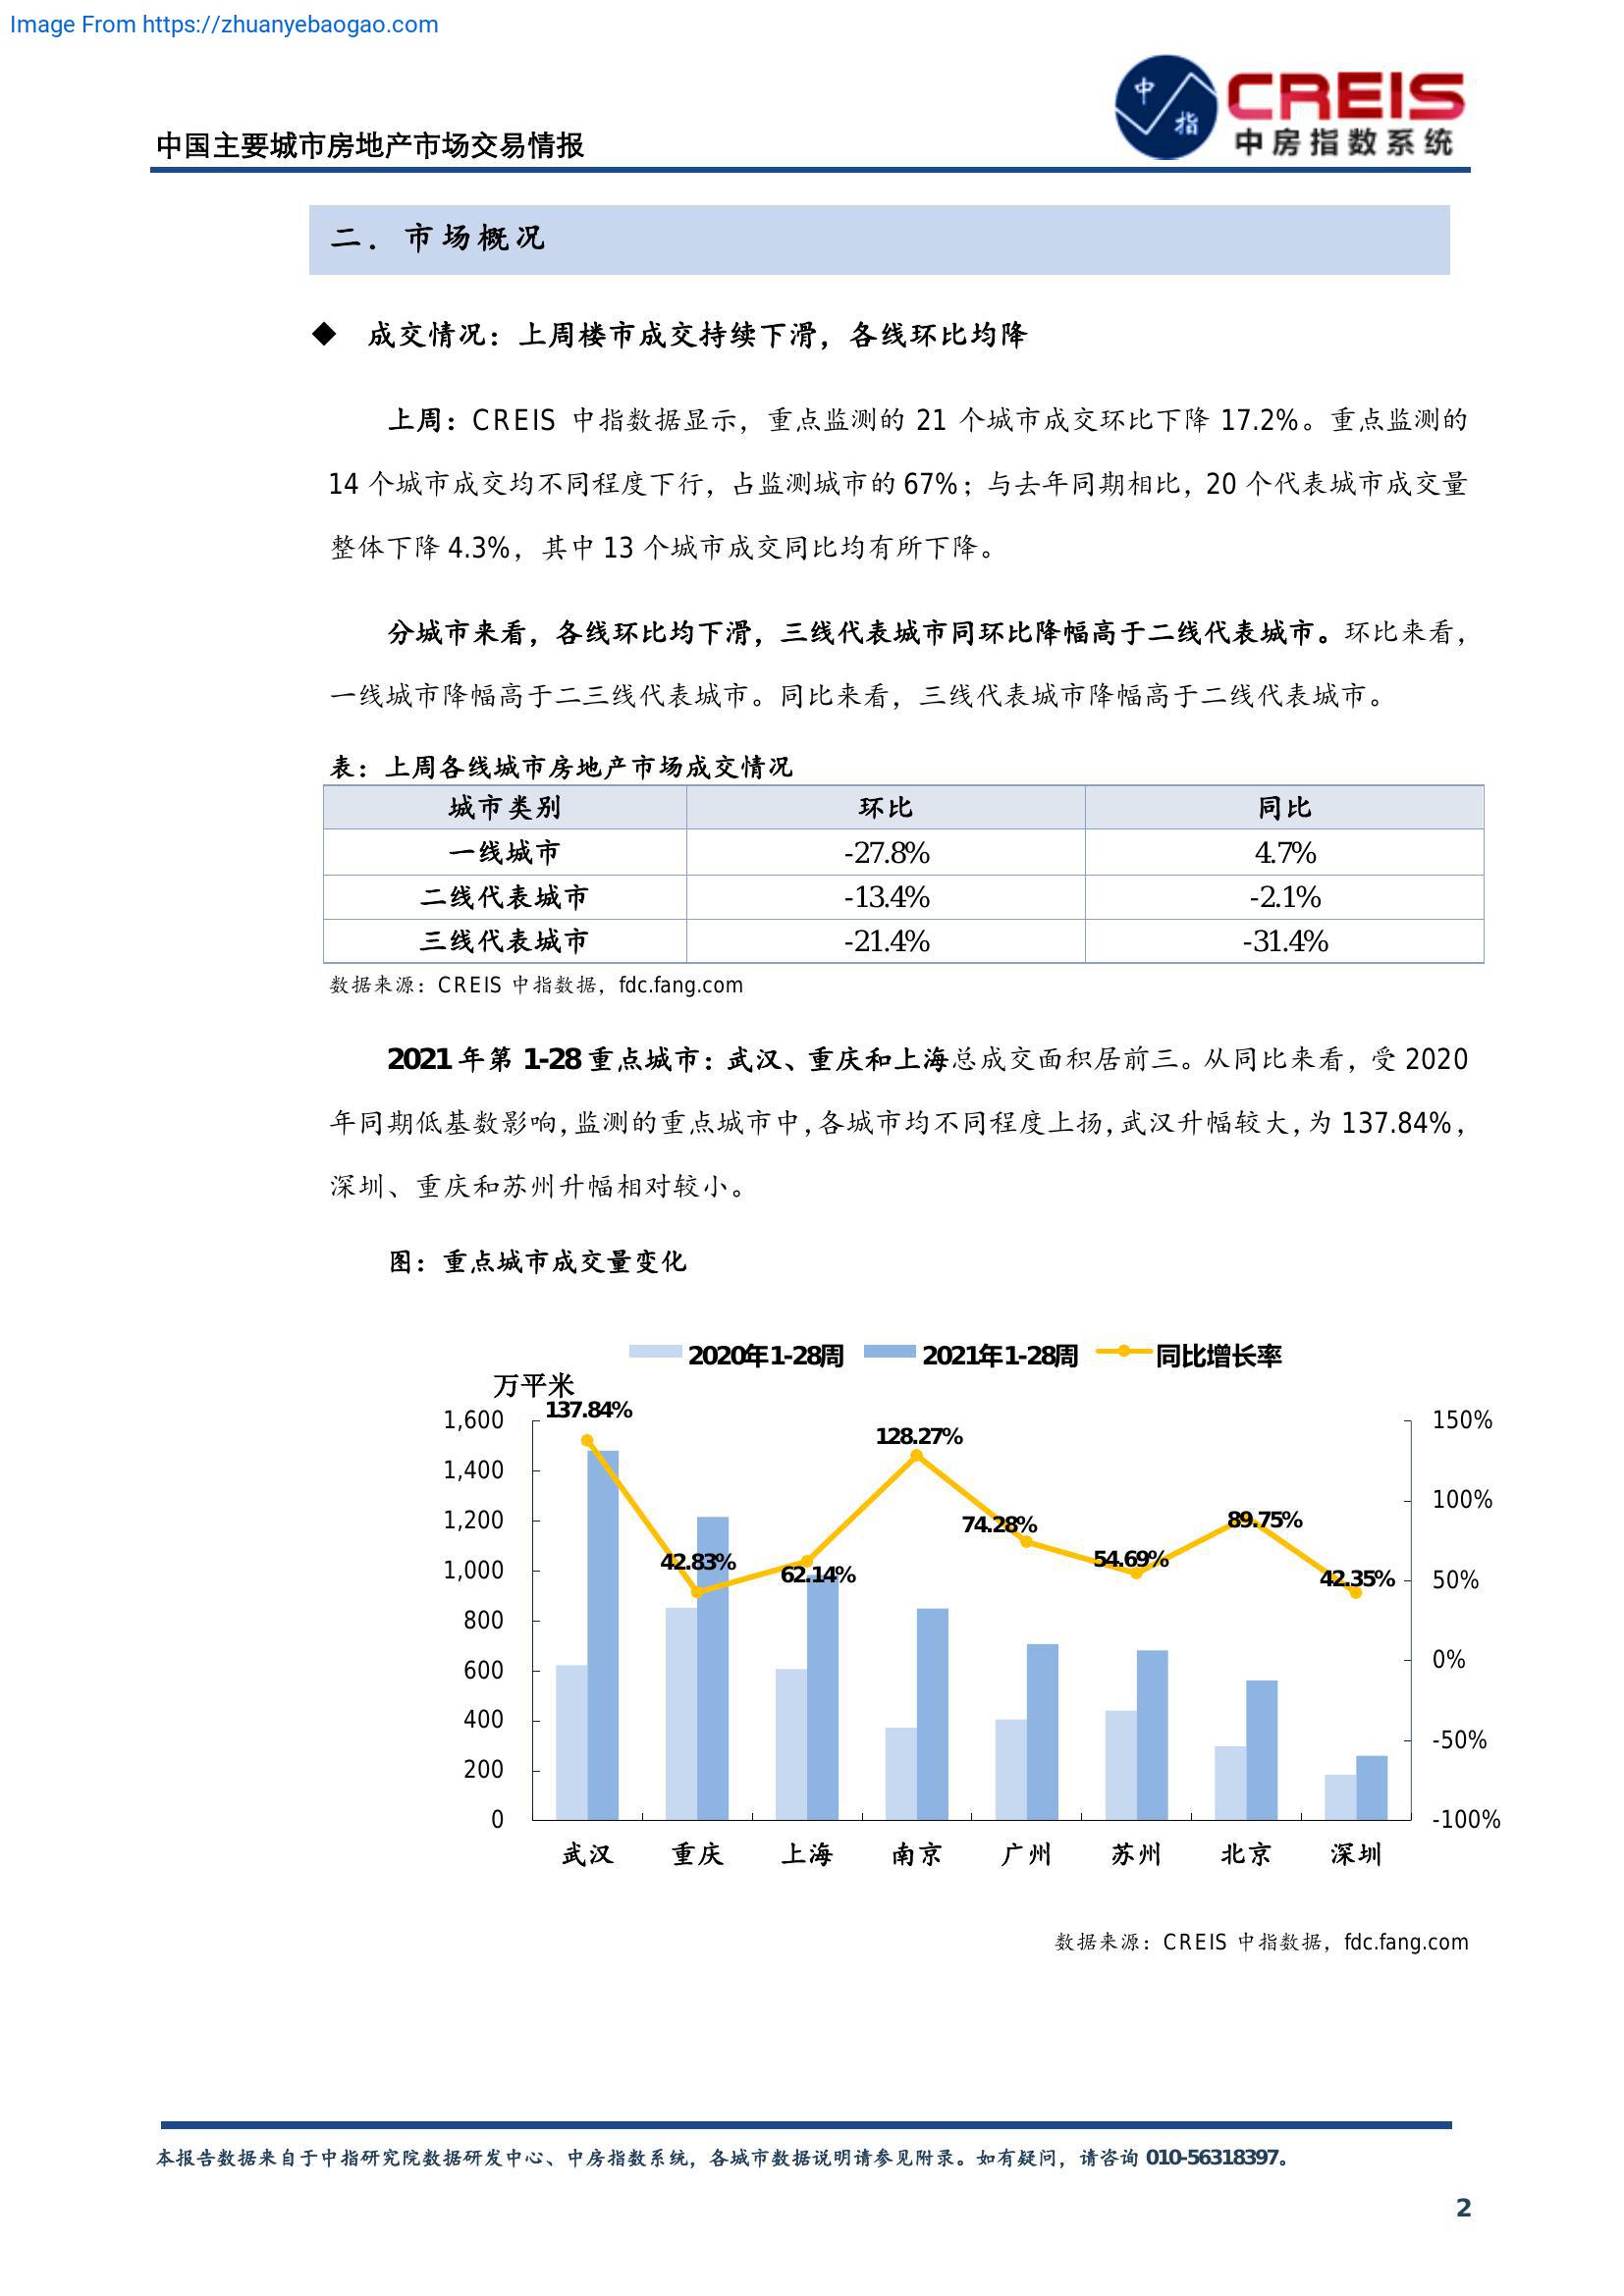 Image From https://zhuanyebaogao.com
中 指
CREIS
中房指数系统
中国主要城市房地产市场交易情报
二．市场概况
◆ 成交情况：上周楼市成交持续下滑，各线环比均降
上周：CREIS 中指数据显示，重点监测的 21 个城市成交环比下降 17.2%。重点监测的
14 个城市成交均不同程度下行，占监测城市的 67%；与去年同期相比，20 个代表城市成交量
整体下降 4.3%，其中 13 个城市成交同比均有所下降。
分城市来看，各线环比均下滑，三线代表城市同环比降幅高于二线代表城市。环比来看，
一线城市降幅高于二三线代表城市。同比来看，三线代表城市降幅高于二线代表城市。
表：上周各线城市房地产市场成交情况
城市类别 环比 同比
一线城市 -27.8% 4.7%
二线代表城市 -13.4% -2.1%
三线代表城市 -21.4% -31.4%
数据来源：CREIS 中指数据，fdc.fang.com
2021 年第 1-28 重点城市：武汉、重庆和上海总成交面积居前三。从同比来看，受 2020
年同期低基数影响，监测的重点城市中，各城市均不同程度上扬，武汉升幅较大，为 137.84%，
深圳、重庆和苏州升幅相对较小。
图：重点城市成交量变化
2020年1-28周 2021年1-28周 同比增长率
万平米
137.84%
42.83%
62.14%
128.27%
74.28%
54.69%
89.75%
42.35%
1,600
1,400
1,200
1,000
800
600
400
200
0
150%
100%
50%
0%
-50%
-100%
武汉 重庆 上海 南京 广州 苏州 北京 深圳
数据来源：CREIS 中指数据，fdc.fang.com
本报告数据来自于中指研究院数据研发中心、中房指数系统，各城市数据说明请参见附录。如有疑问，请咨询 010-56318397。
2